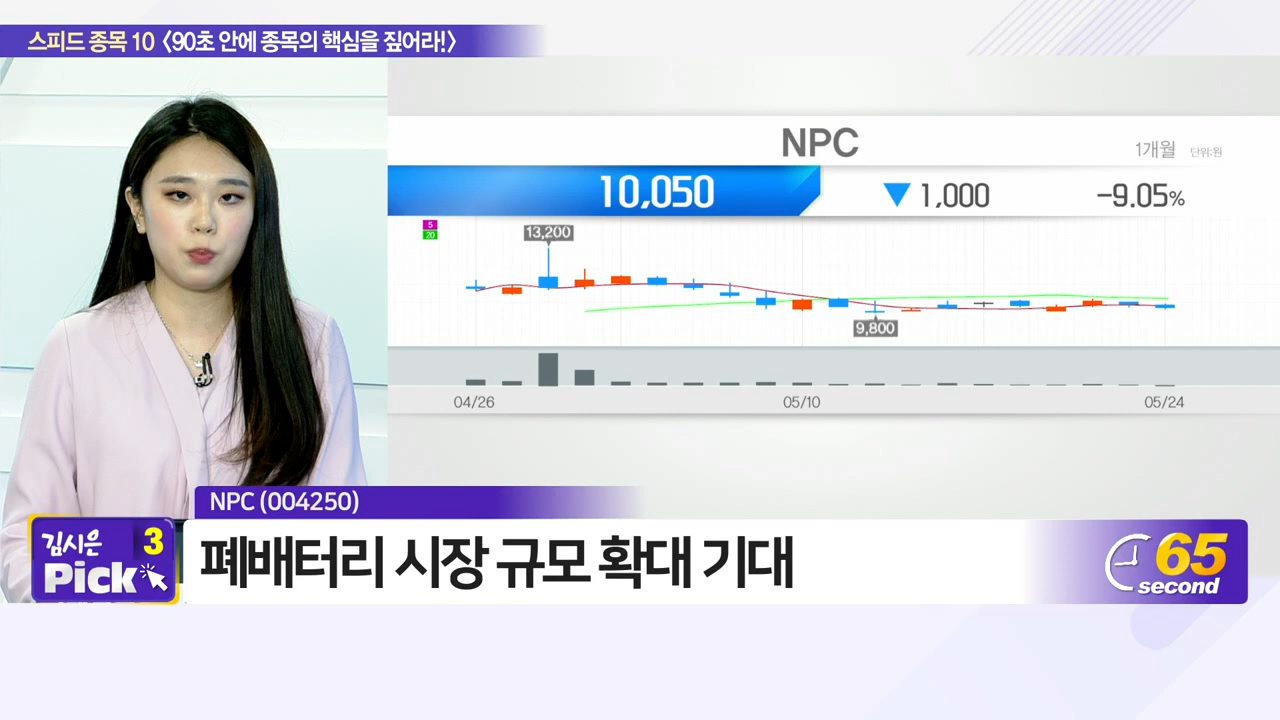 스피드 종목 10 〈90초 안에 종목의 핵심을 짚어라!〉
NPC
1개월 단위:원
10,050 ▼ 1,000 -9.05%
5
20
13,200
9,800
04/26 05/10 05/24
NPC (004250)
김시은 3
Pick
폐배터리 시장 규모 확대 기대
65
second